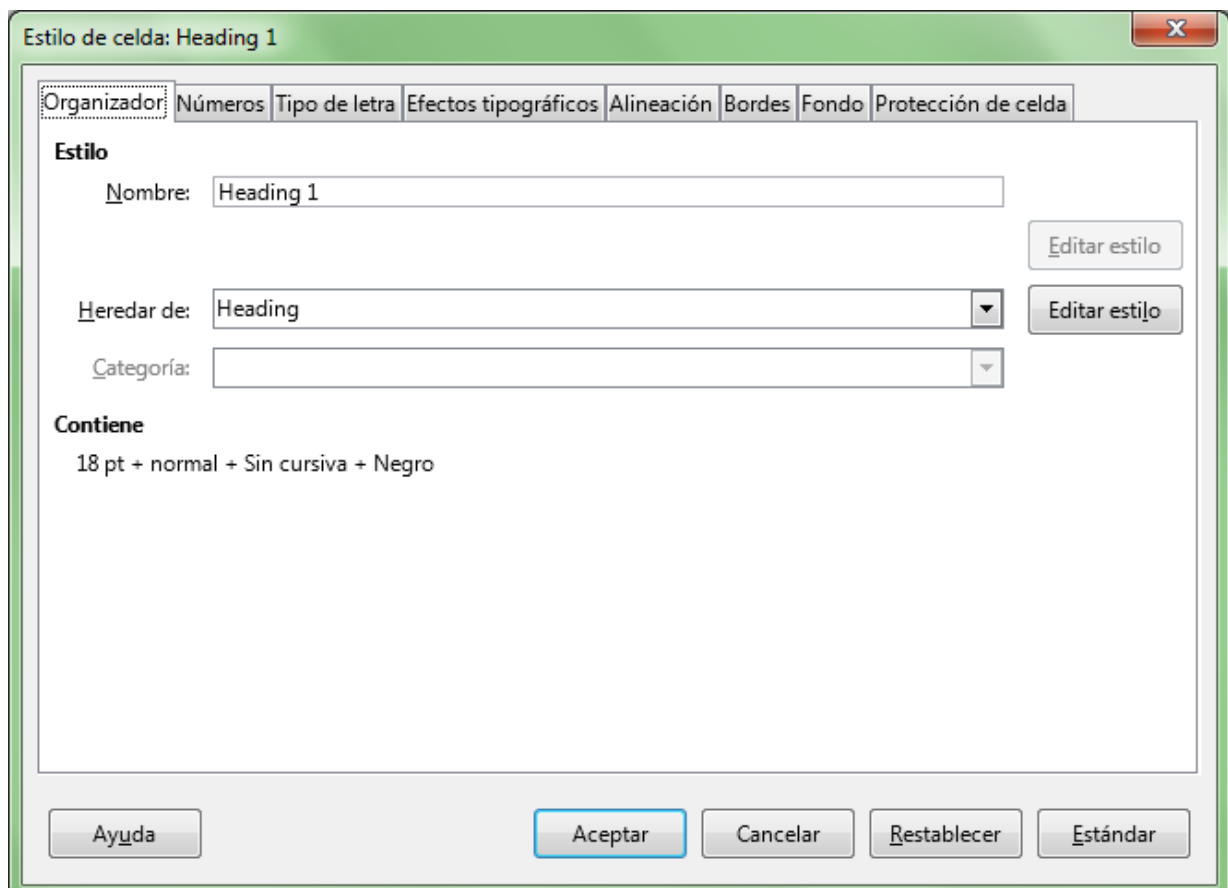 Estilo de celda: Heading 1
x
Organizador Números Tipo de letra Efectos tipográficos Alineación Bordes Fondo Protección de celda
Estilo
Nombre: Heading 1
Editar estilo
Heredar de: Heading Editar estilo
Categoría:
Contiene
18 pt + normal + Sin cursiva + Negro
Ayuda Aceptar Cancelar Restablecer Estándar